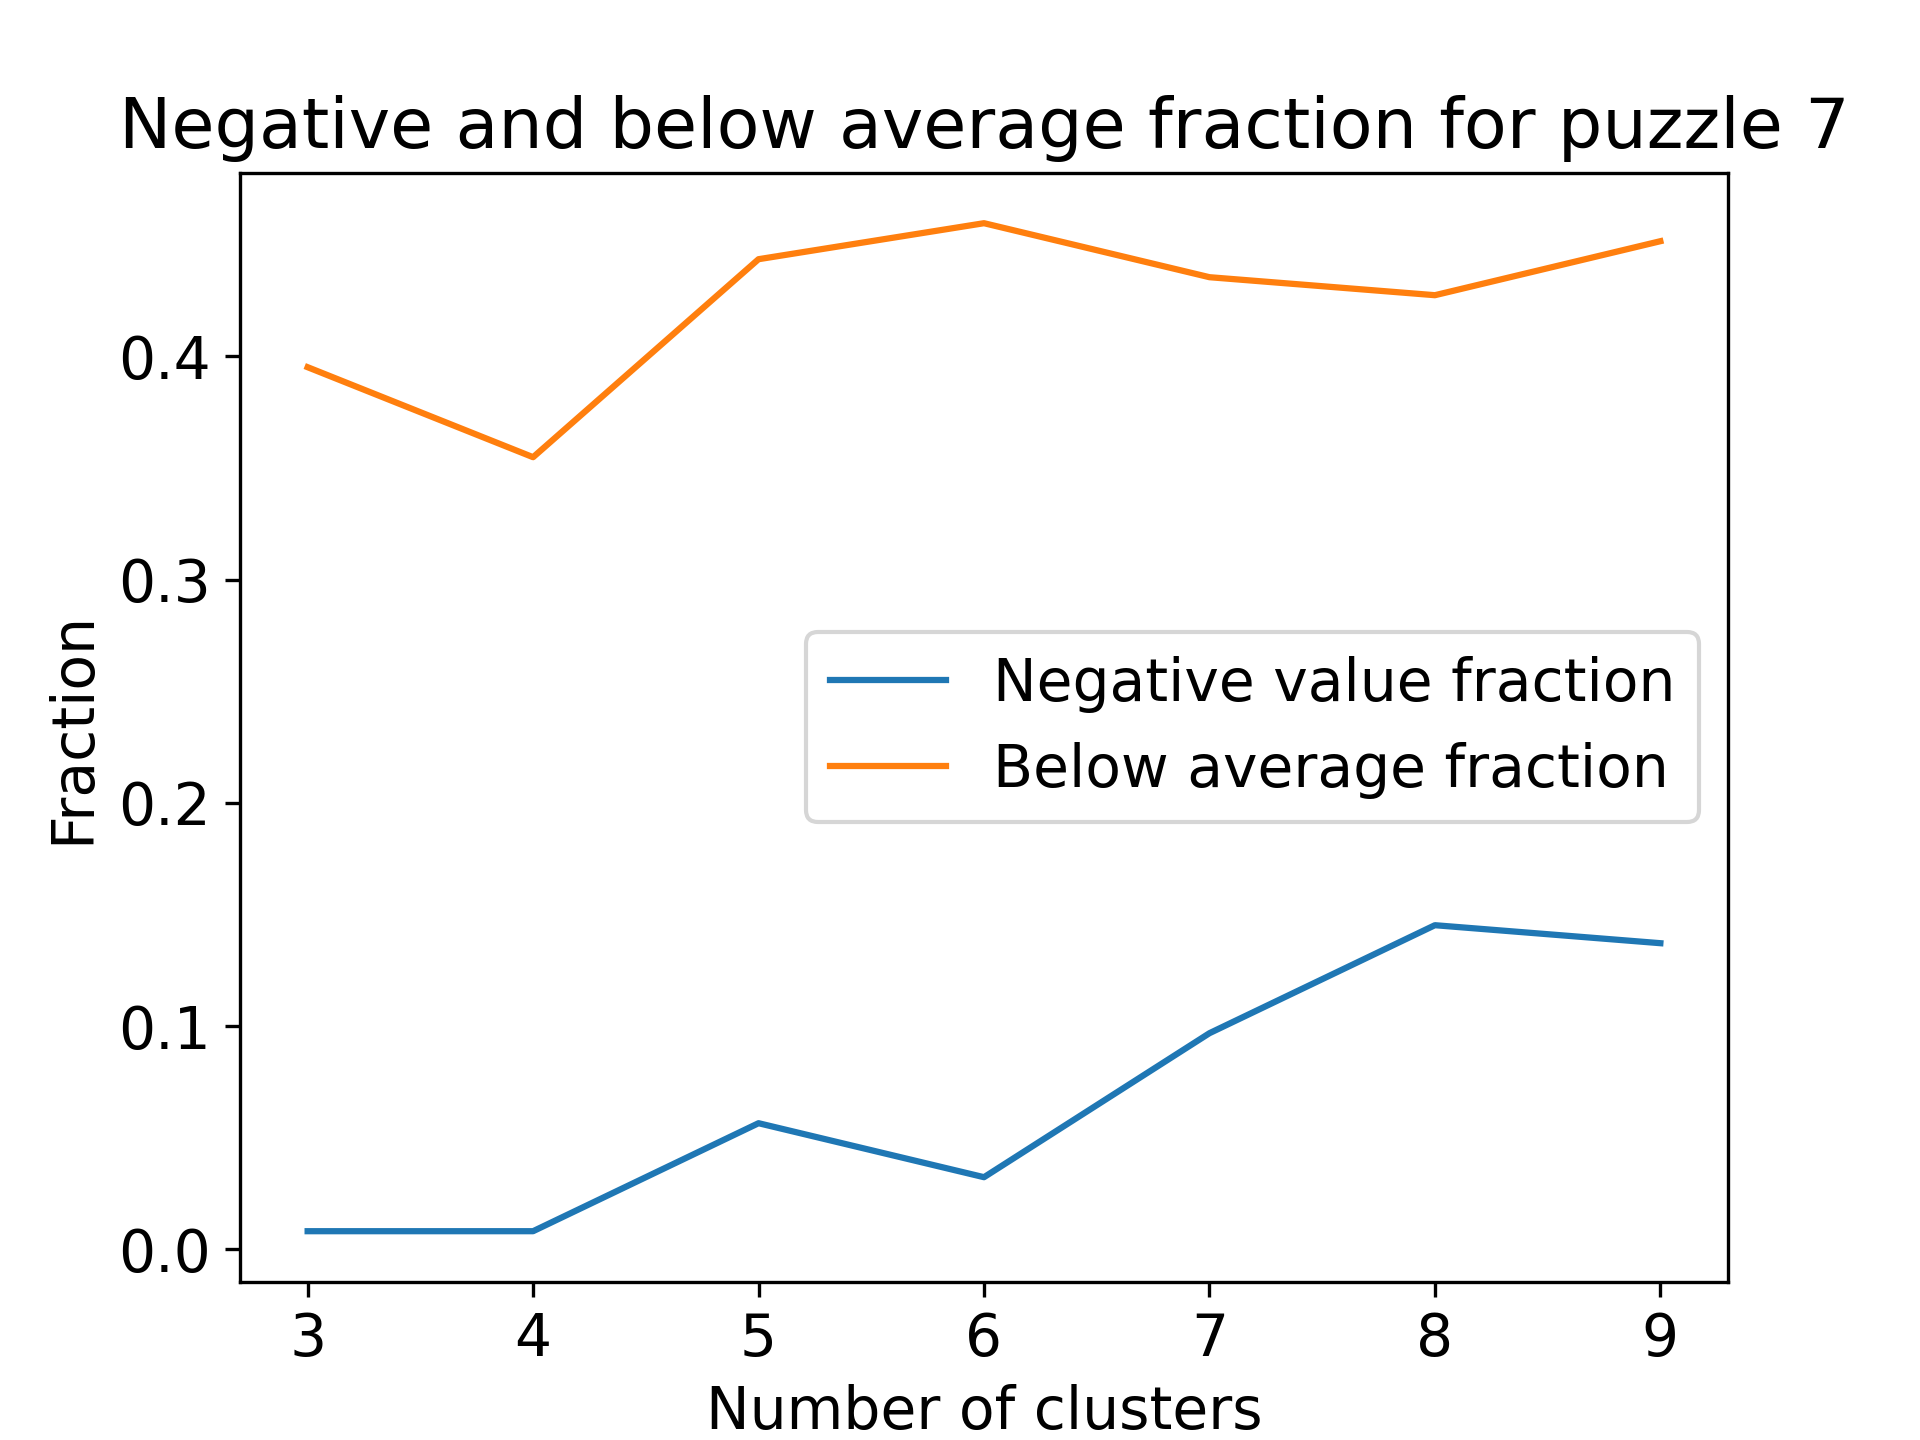 Negative and below average fraction for puzzle 7
Fraction
0.4
0.3
0.2
0.1
0.0
Negative value fraction
Below average fraction
3 4 5 6 7 8 9
Number of clusters